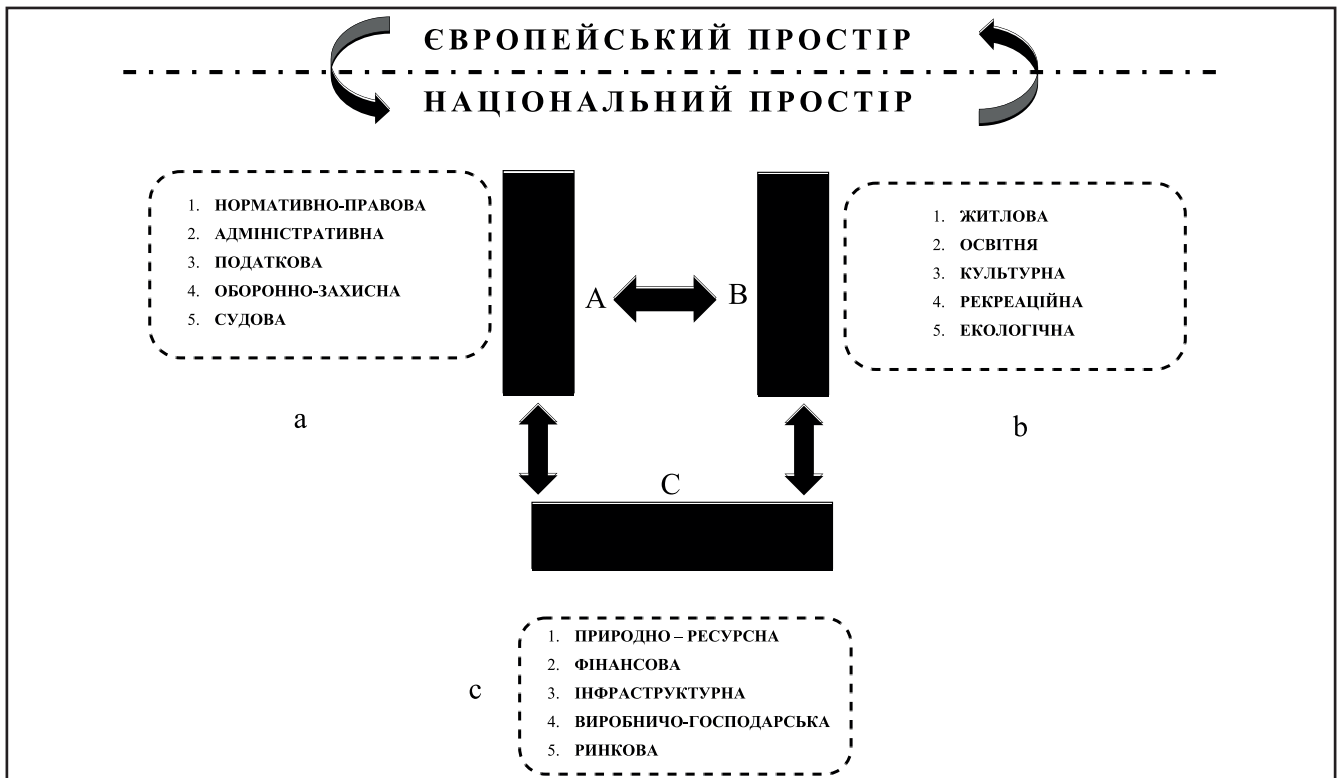 ЄВРОПЕЙСЬКИЙ ПРОСТІР
НАЦІОНАЛЬНИЙ ПРОСТІР
1. НОРМАТИВНО-ПРАВОВА
2. АДМІНІСТРАТИВНА
3. ПОДАТКОВА
4. ОБОРОННО-ЗАХИСНА
5. СУДОВА
a
A
B
1. ЖИТЛОВА
2. ОСВІТНЯ
3. КУЛЬТУРНА
4. РЕКРЕАЦІЙНА
5. ЕКОЛОГІЧНА
b
C
c
1. ПРИРОДНО – РЕСУРСНА
2. ФІНАНСОВА
3. ІНФРАСТРУКТУРНА
4. ВИРОБНИЧО-ГОСПОДАРСЬКА
5. РИНКОВА